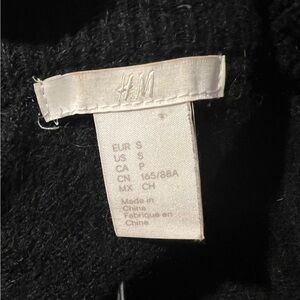 H&M
EUR S
US S
CA P
CN 165/88A
MX CH
Made in
China
Fabriqué en
Chine